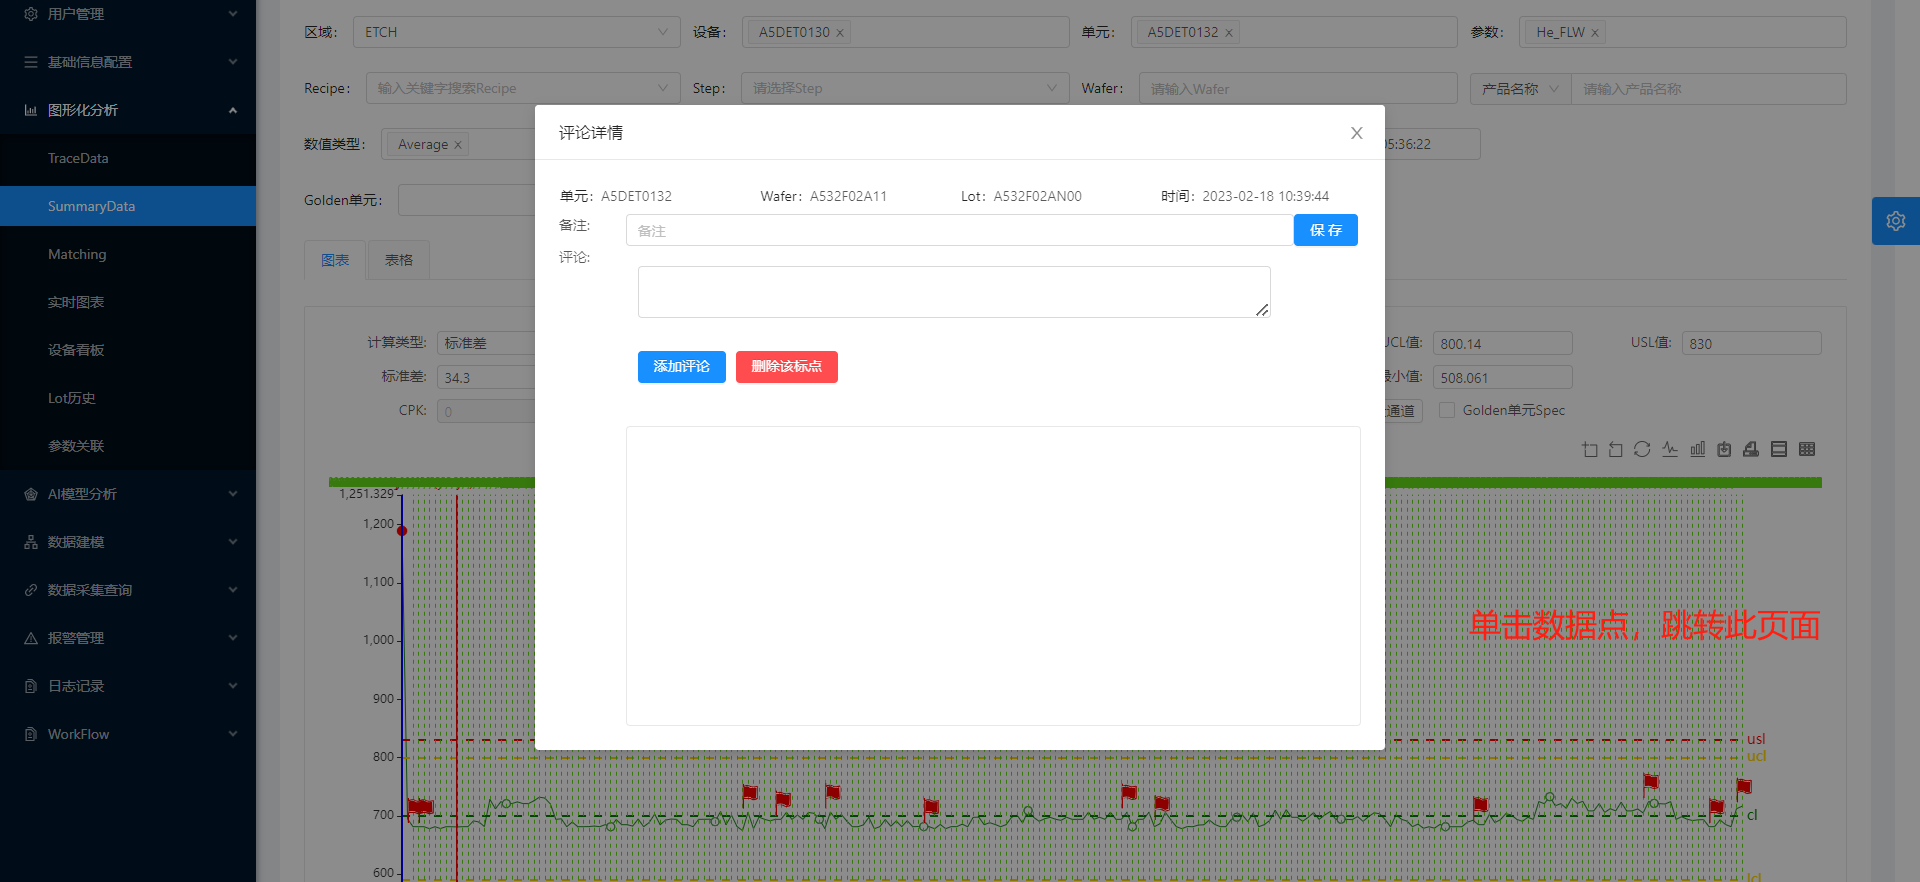 用户管理
基础信息配置
图形化分析
TraceData
SummaryData
Matching
实时图表
设备看板
Lot历史
参数关联
AI模型分析
数据建模
数据采集查询
报警管理
日志记录
WorkFlow
区域: ETCH 设备: A5DET0130 × 单元: A5DET0132 × 参数: He_FLW ×
Recipe: 输入关键字搜索Recipe Step: 请选择Step Wafer: 请输入Wafer 产品名称 请输入产品名称
数值类型: Average × 05:36:22
Golden单元:
图表 表格
计算类型: 标准差 UCL值: 800.14 USL值: 830
标准差: 34.3 最小值: 508.061
CPK: 0 通道 Golden单元Spec
评论详情
单元: A5DET0132 Wafer: A532F02A11 Lot: A532F02AN00 时间: 2023-02-18 10:39:44
备注: 备注 保存
评论:
添加评论 删除该标点
1,251.329
1,200
1,100
1,000
900
800
700
600
单击数据点，跳转此页面
usl
ucl
cl
lcl